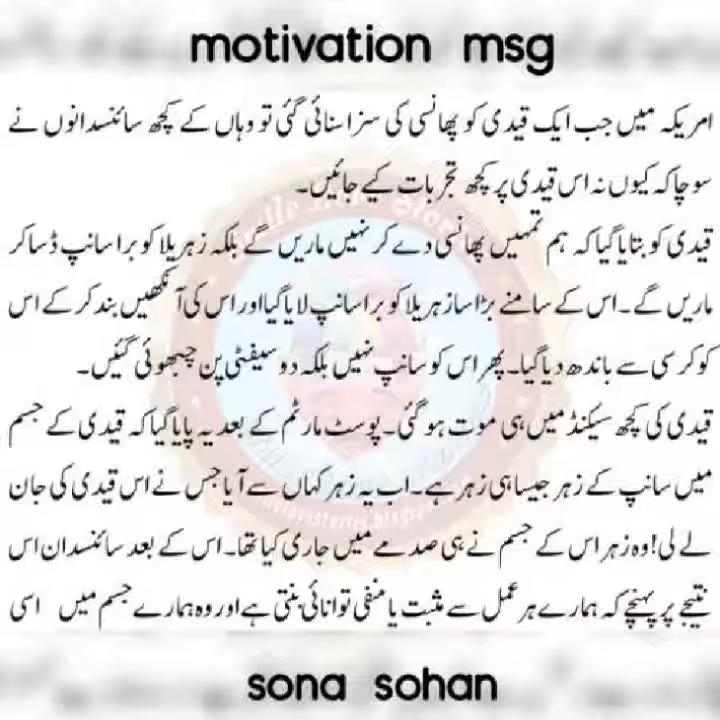 motivation msg
امریکہ میں جب ایک قیدی کو پھانسی کی سزا سنائی گئی تو وہاں کے کچھ سائنسدانوں نے
سوچا کہ کیوں نہ اس قیدی پر کچھ تجربات کیے جائیں۔
قیدی کو بتایا گیا کہ ہم تمہیں پھانسی دے کر نہیں ماریں گے بلکہ زہریلا کوبرا سانپ ڈسا کر
ماریں گے۔ اس کے سامنے بڑا سا زہریلا کوبرا سانپ لایا گیا اور اس کی آنکھیں بند کر کے اس
کو کرسی سے باندھ دیا گیا۔ پھر اس کو سانپ نہیں بلکہ دو سیفٹی پن چبھوئی گئیں۔
قیدی کی کچھ سیکنڈ میں ہی موت ہو گئی۔ پوسٹ مارٹم کے بعد یہ پایا گیا کہ قیدی کے جسم
میں سانپ کے زہر جیسا ہی زہر ہے۔ اب یہ زہر کہاں سے آیا جس نے اس قیدی کی جان
لے لی! وہ زہر اس کے جسم نے ہی صدمے میں جاری کیا تھا۔ اس کے بعد سائنسدان اس
نتیجے پر پہنچے کہ ہمارے ہر عمل سے مثبت یا منفی توانائی بنتی ہے اور وہ ہمارے جسم میں اسی
sona sohan